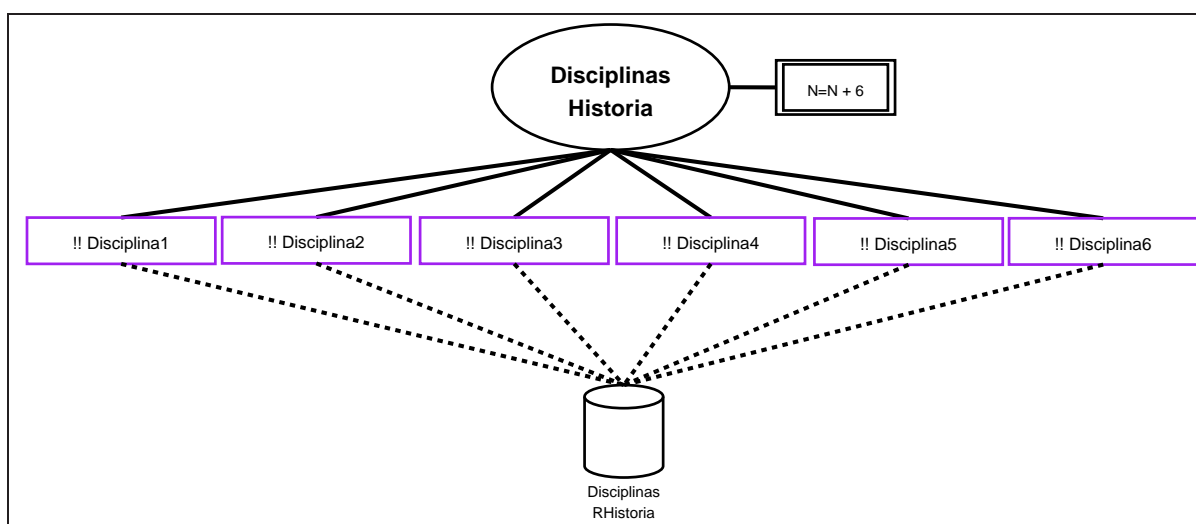 Disciplinas
Historia
N=N + 6
!! Disciplina1
!! Disciplina2
!! Disciplina3
!! Disciplina4
!! Disciplina5
!! Disciplina6
Disciplinas
RHistoria